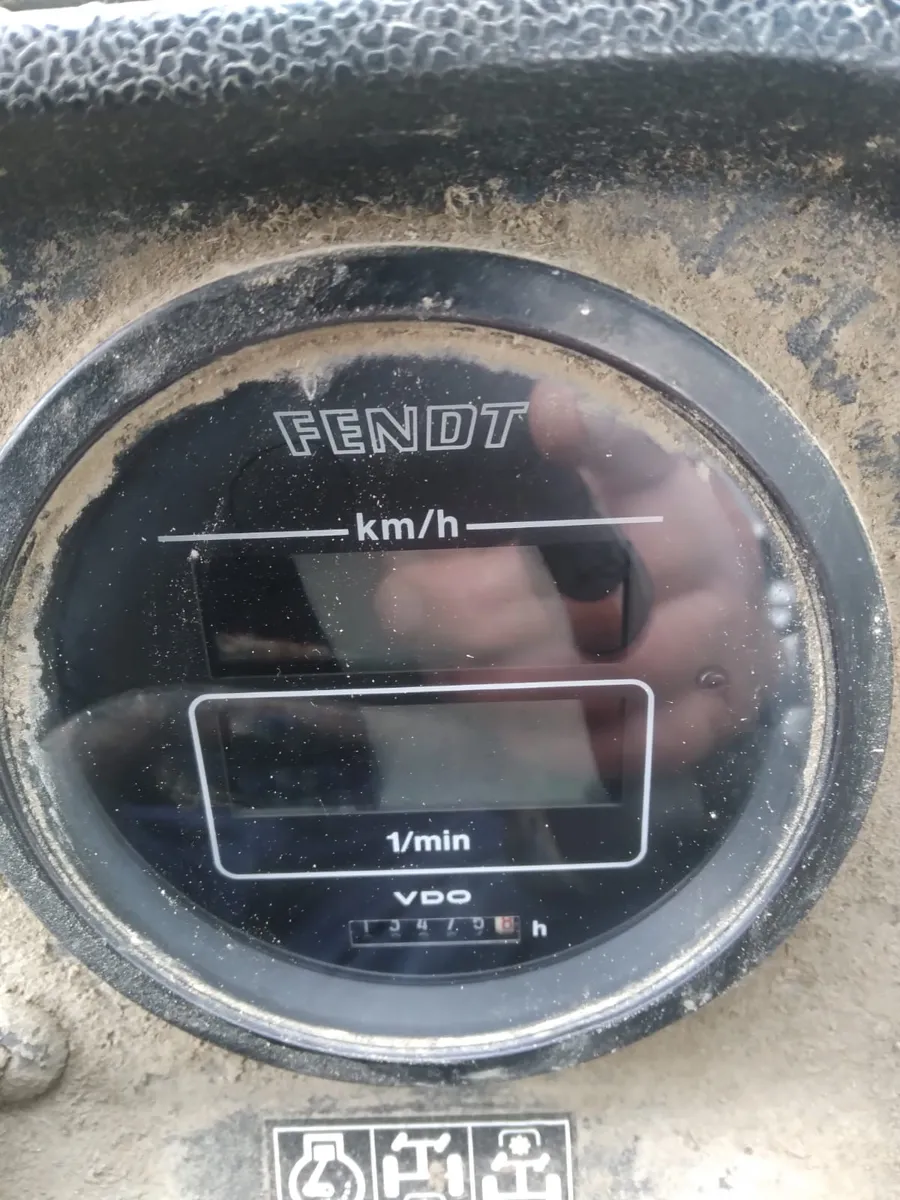 FENDT
km/h
1/min
VDO
h